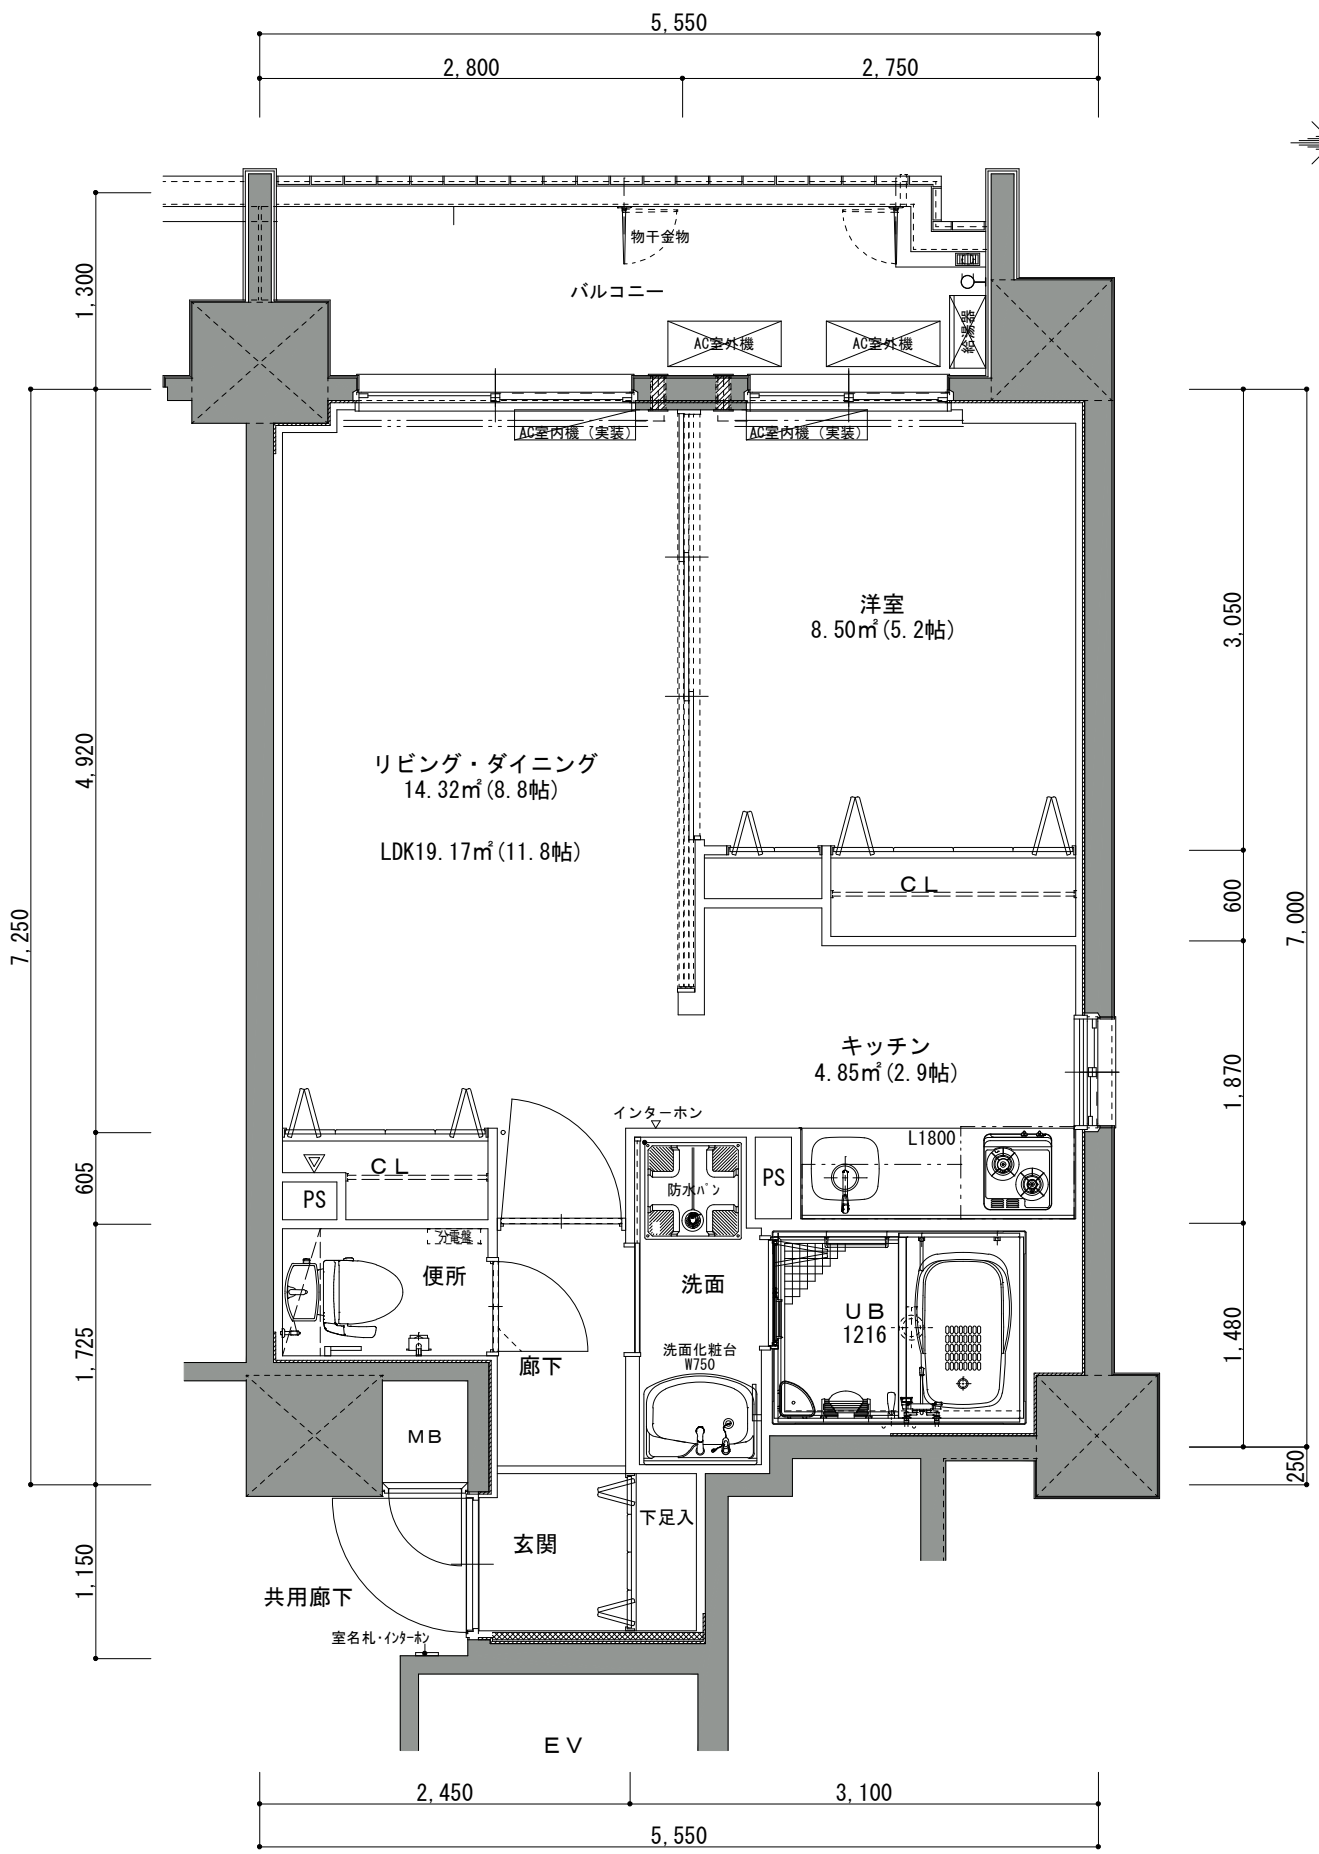 5,550
2,800
2,750
物干金物
バルコニー
1,300
AC室外機
AC室外機
給湯器
AC室内機（実装）
AC室内機（実装）
洋室
8.50㎡(5.2帖)
3,050
4,920
リビング・ダイニング
14.32㎡(8.8帖)
LDK19.17㎡(11.8帖)
CL
600
7,000
7,250
キッチン
4.85㎡(2.9帖)
1,870
インターホン
L1800
605
CL
PS
防水パン
PS
分電盤
便所
洗面
UB
1216
1,480
1,725
廊下
洗面化粧台
W750
MB
250
下足入
玄関
1,150
共用廊下
室名札・インターホン
EV
2,450
3,100
5,550